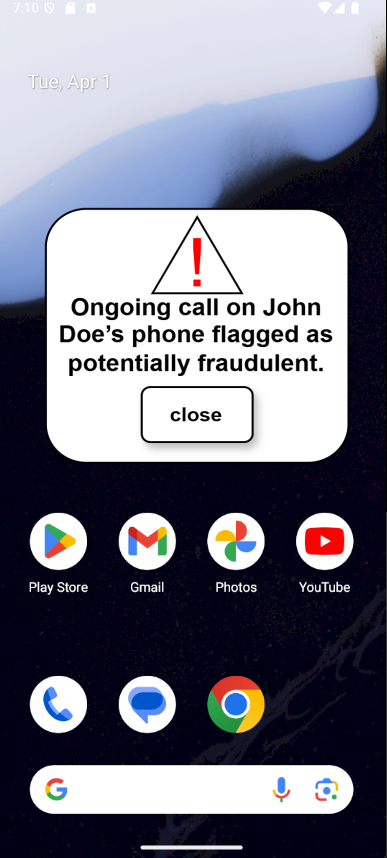 7:10
Tue, Apr 1
!
Ongoing call on John
Doe’s phone flagged as
potentially fraudulent.
close
Play Store
Gmail
Photos
YouTube